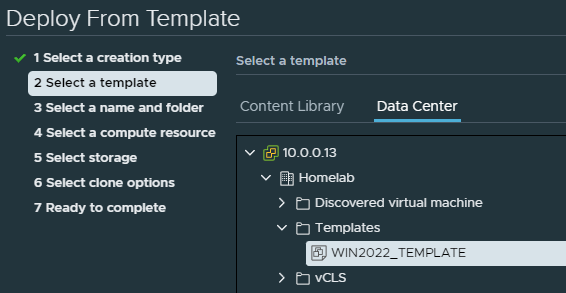 Deploy From Template
1 Select a creation type
2 Select a template
3 Select a name and folder
4 Select a compute resource
5 Select storage
6 Select clone options
7 Ready to complete
Select a template
Content Library
Data Center
10.0.0.13
Homelab
Discovered virtual machine
Templates
WIN2022_TEMPLATE
vCLS